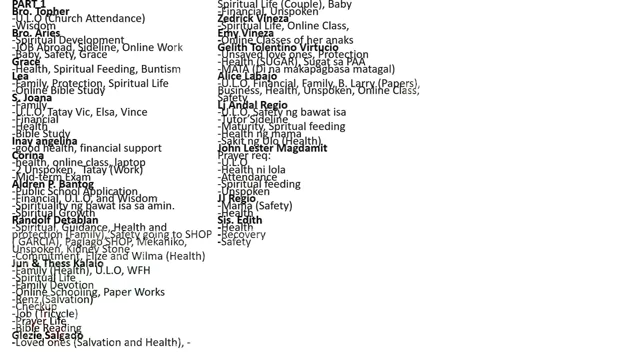 PART 1
Bro. Topher
-U.L.O (Church Attendance)
-Wisdom
Bro. Aries
-Spiritual Development
-JOB Abroad, Sideline, Online Work
-Baby, Safety, Grace
Grace
-Health, Spiritual Feeding, Buntism
Lea
-Family, Protection, Spiritual Life
-Online Bible Study
S. Joana
-Family
-U.L.O, Tatay Vic, Elsa, Vince
-Financial
-Health
-Bible Study
Inay angelina
-good health, financial support
Corina
-health, online class, laptop
-2 Unspoken, Tatay (Work)
-Mid-term Exam
Aldren P. Bantog
-Public School Application
-Financial, U.L.O, and Wisdom
-Spirituality ng bawat isa sa amin.
-Spiritual Growth
Randolf Detablan
-Spiritual, Guidance, Health and
protection (Family), Safety going to SHOP
( GARCIA), Paglago SHOP, Mekaniko,
Unspoken, Kidney Stone
-Commitment, Elize and Wilma (Health)
Jun & Thess Kalalo
-Family (Health), U.L.O, WFH
-Spiritual Life
-Family Devotion
-Online Schooling, Paper Works
-Renz (Salvation)
-Checkup
-Job (Tricycle)
-Prayer Life
-Bible Reading
Glezie Salgado
-Loved ones (Salvation and Health), -
Spiritual Life (Couple), Baby
-Financial, Unspoken
Zedrick Vineza
-Spiritual Life, Online Class,
Emy Vineza
-Online Classes of her anaks
Gelith Tolentino Virtucio
-Unsaved love ones, Protection
-Health (SUGAR), Sugat sa PAA
-MATA (Di na makapagbasa matagal)
Alice Labajo
-U.L.O, Financial, Family, B. Larry (Papers),
Business, Health, Unspoken, Online Class,
Safety
LJ Andal Regio
-U.L.O, Safety ng bawat isa
-Tutor Sideline
-Maturity, Spritual feeding
-Health ng mama
-Sakit ng Ulo (Health)
John Lester Magdamit
Prayer req:
-U.L.O
-Health ni lola
-Attendance
-Spiritual feeding
-Unspoken
JJ Regio
-Mama (Safety)
-Health
Sis. Edith
-Health
-Recovery
-Safety